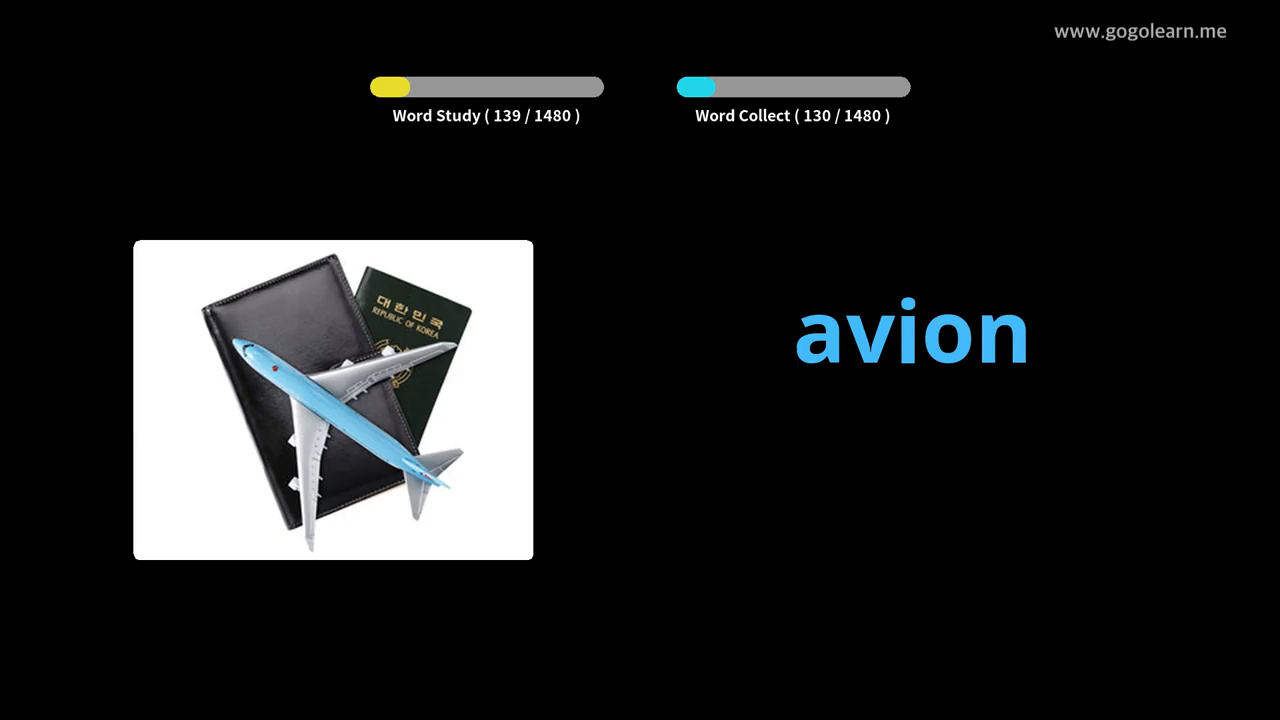 www.gogolearn.me
Word Study ( 139 / 1480 )
Word Collect ( 130 / 1480 )
대한민국
REPUBLIC OF KOREA
avion